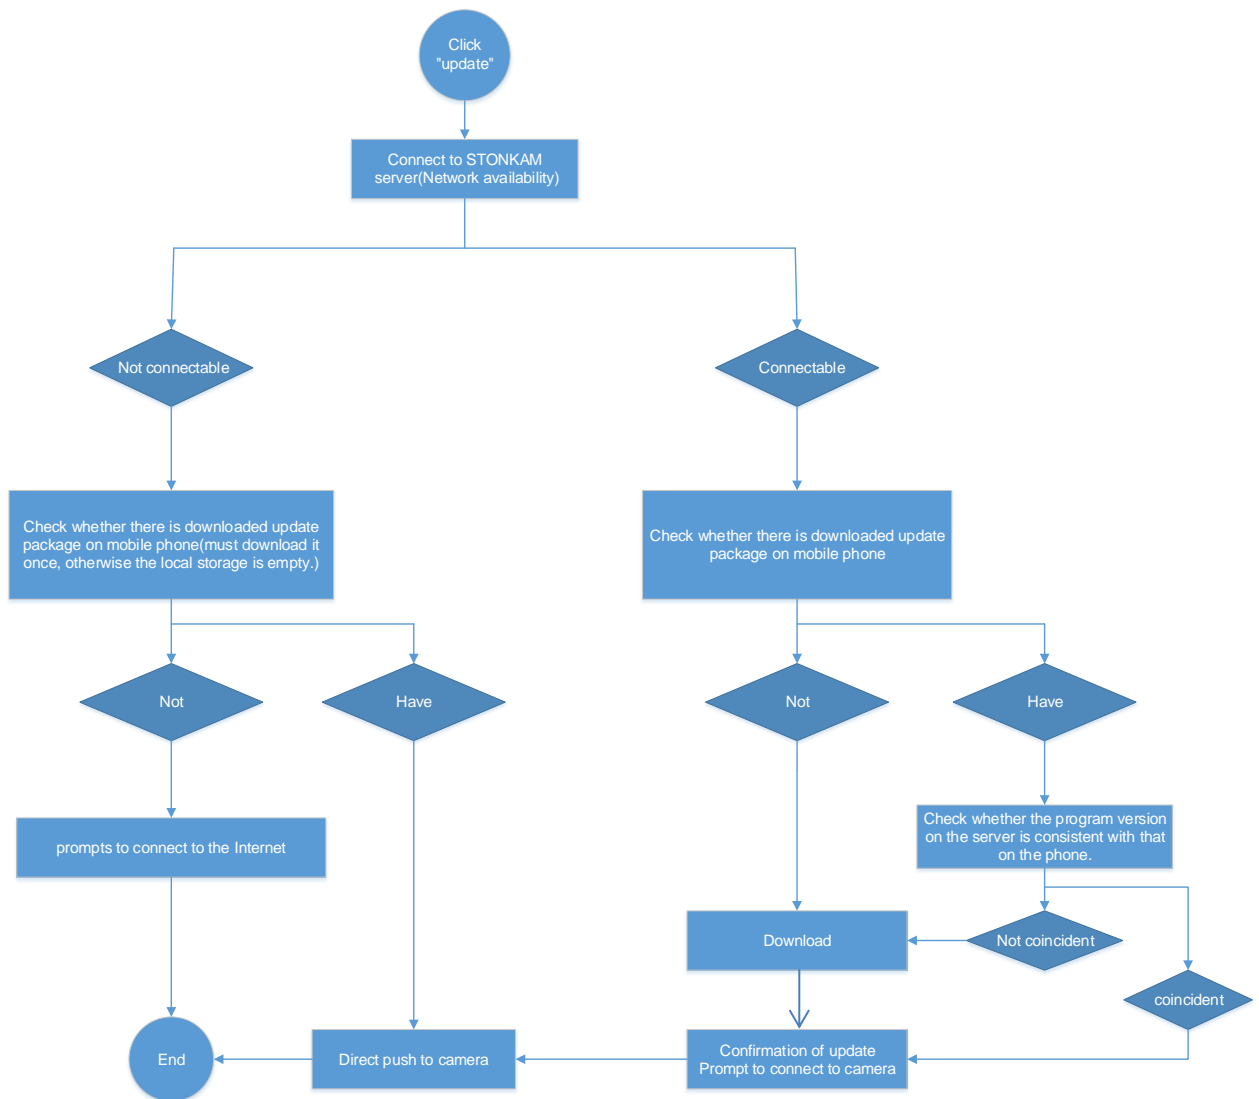 Click
"update"
Connect to STONKAM
server(Network availability)
Not connectable
Connectable
Check whether there is downloaded update
package on mobile phone(must download it
once, otherwise the local storage is empty.)
Check whether there is downloaded update
package on mobile phone
Not
Have
Not
Have
prompts to connect to the Internet
Check whether the program version
on the server is consistent with that
on the phone.
Download
Not coincident
coincident
End
Direct push to camera
Confirmation of update
Prompt to connect to camera